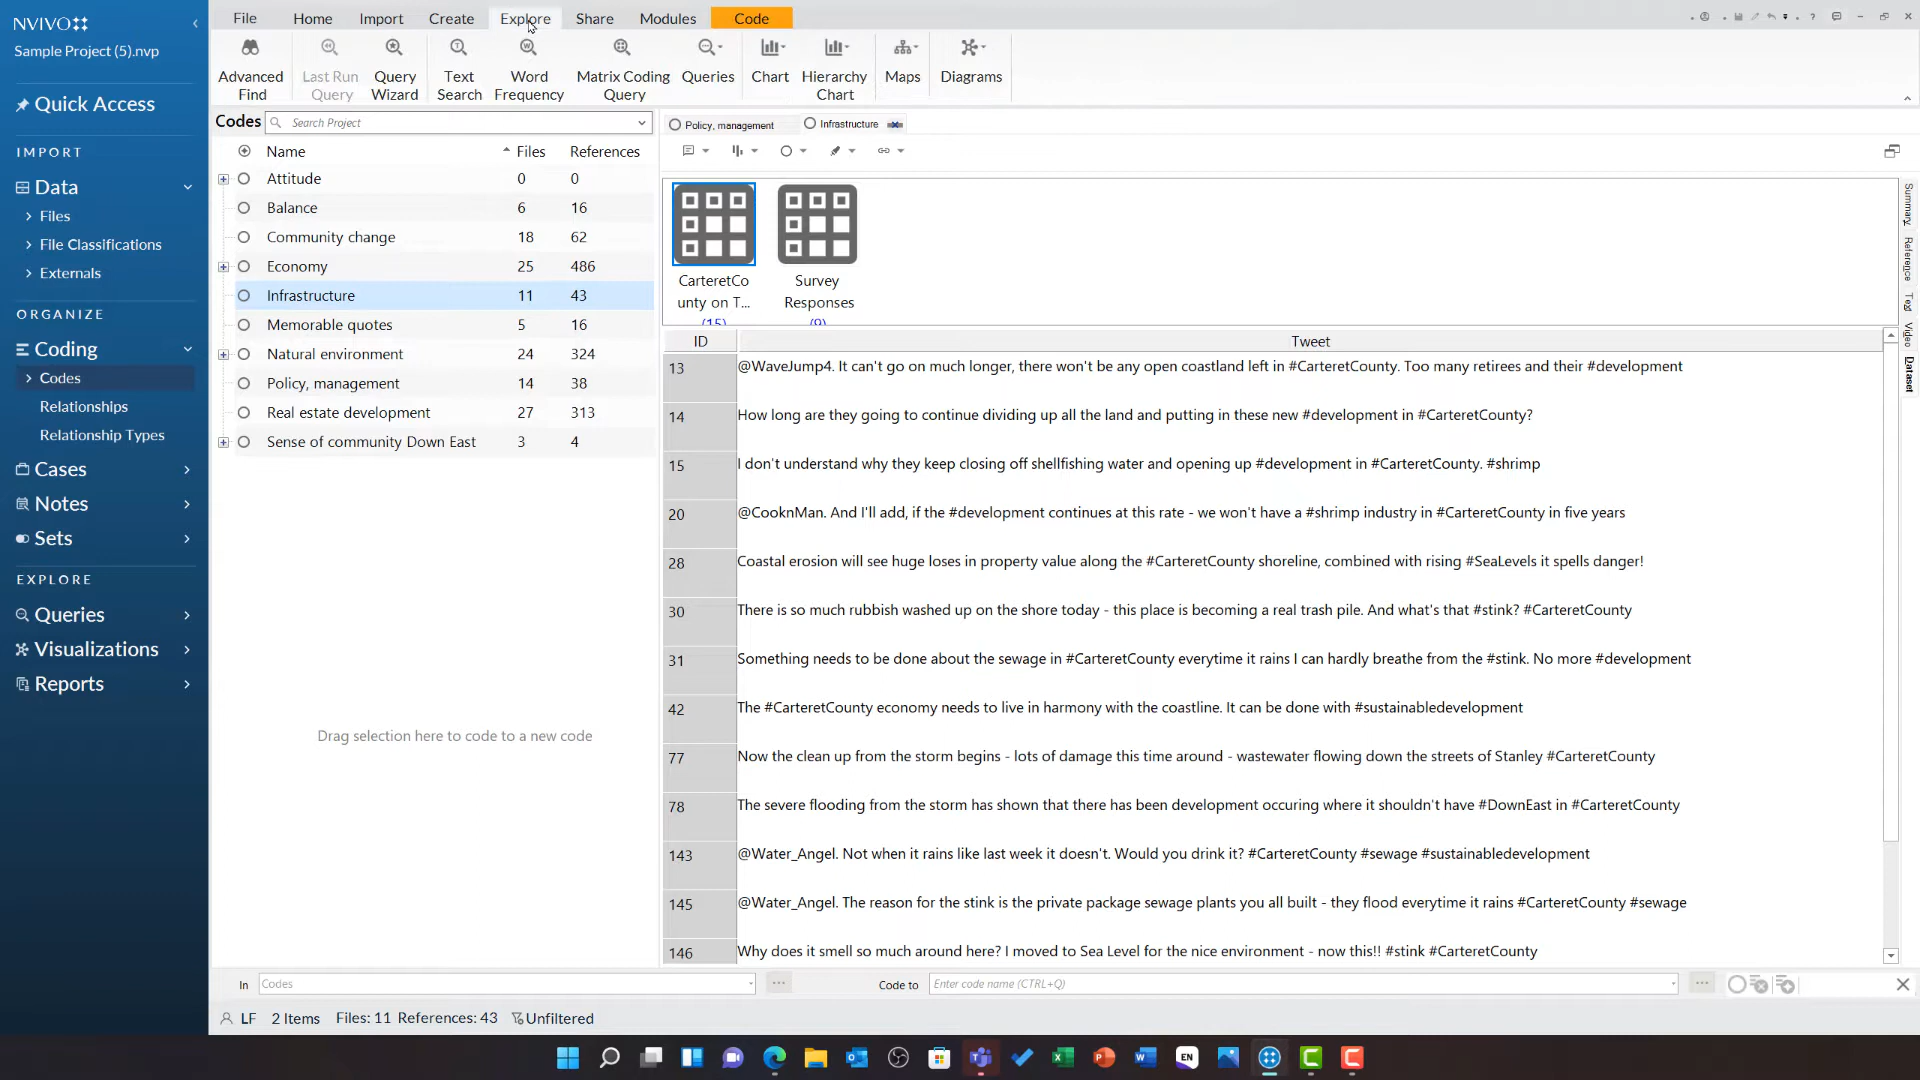 NVIVO
Sample Project (5).nvp
Quick Access
IMPORT
Data
Files
File Classifications
Externals
ORGANIZE
Coding
Codes
Relationships
Relationship Types
Cases
Notes
Sets
EXPLORE
Queries
Visualizations
Reports
File Home Import Create Explore Share Modules Code
Advanced Find
Last Run Query
Query Wizard
Text Search
Word Frequency
Matrix Coding Query
Queries
Chart
Hierarchy Chart
Maps
Diagrams
Codes Search Project
Name Files References
Attitude 0 0
Balance 6 16
Community change 18 62
Economy 25 486
Infrastructure 11 43
Memorable quotes 5 16
Natural environment 24 324
Policy, management 14 38
Real estate development 27 313
Sense of community Down East 3 4
Drag selection here to code to a new code
Policy, management Infrastructure
CarteretCo
unty on T...
(15)
Survey
Responses
(9)
Summary
Reference
Text
Video
Dataset
ID Tweet
13 @WaveJump4. It can't go on much longer, there won't be any open coastland left in #CarteretCounty. Too many retirees and their #development
14 How long are they going to continue dividing up all the land and putting in these new #development in #CarteretCounty?
15 I don't understand why they keep closing off shellfishing water and opening up #development in #CarteretCounty. #shrimp
20 @CooknMan. And I'll add, if the #development continues at this rate - we won't have a #shrimp industry in #CarteretCounty in five years
28 Coastal erosion will see huge loses in property value along the #CarteretCounty shoreline, combined with rising #SeaLevels it spells danger!
30 There is so much rubbish washed up on the shore today - this place is becoming a real trash pile. And what's that #stink? #CarteretCounty
31 Something needs to be done about the sewage in #CarteretCounty everytime it rains I can hardly breathe from the #stink. No more #development
42 The #CarteretCounty economy needs to live in harmony with the coastline. It can be done with #sustainabledevelopment
77 Now the clean up from the storm begins - lots of damage this time around - wastewater flowing down the streets of Stanley #CarteretCounty
78 The severe flooding from the storm has shown that there has been development occuring where it shouldn't have #DownEast in #CarteretCounty
143 @Water_Angel. Not when it rains like last week it doesn't. Would you drink it? #CarteretCounty #sewage #sustainabledevelopment
145 @Water_Angel. The reason for the stink is the private package sewage plants you all built - they flood everytime it rains #CarteretCounty #sewage
146 Why does it smell so much around here? I moved to Sea Level for the nice environment - now this!! #stink #CarteretCounty
In Codes ... Code to Enter code name (CTRL+Q) ...
LF 2 Items Files: 11 References: 43 Unfiltered
EN